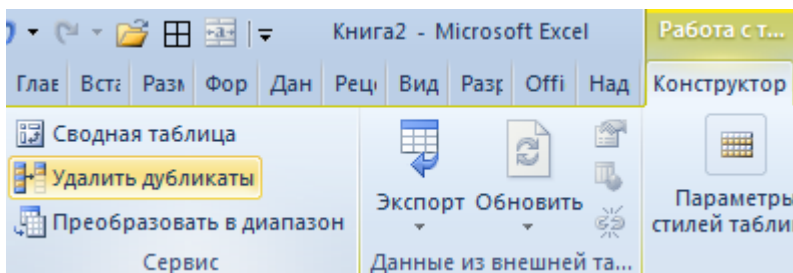 Книга2 - Microsoft Excel
Работа с т...
Глав Вста Разм Фор Дан Рец Вид Разр Offi Над Конструктор
Сводная таблица
Удалить дубликаты
Преобразовать в диапазон
Сервис
Экспорт Обновить
Данные из внешней та...
Параметры
стилей табли